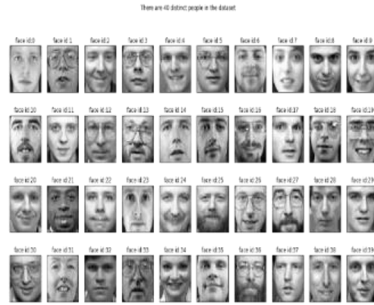 There are 40 distinct people in the dataset
face id:0 face id:1 face id:2 face id:3 face id:4 face id:5 face id:6 face id:7 face id:8 face id:9
face id:10 face id:11 face id:12 face id:13 face id:14 face id:15 face id:16 face id:17 face id:18 face id:19
face id:20 face id:21 face id:22 face id:23 face id:24 face id:25 face id:26 face id:27 face id:28 face id:29
face id:30 face id:31 face id:32 face id:33 face id:34 face id:35 face id:36 face id:37 face id:38 face id:39